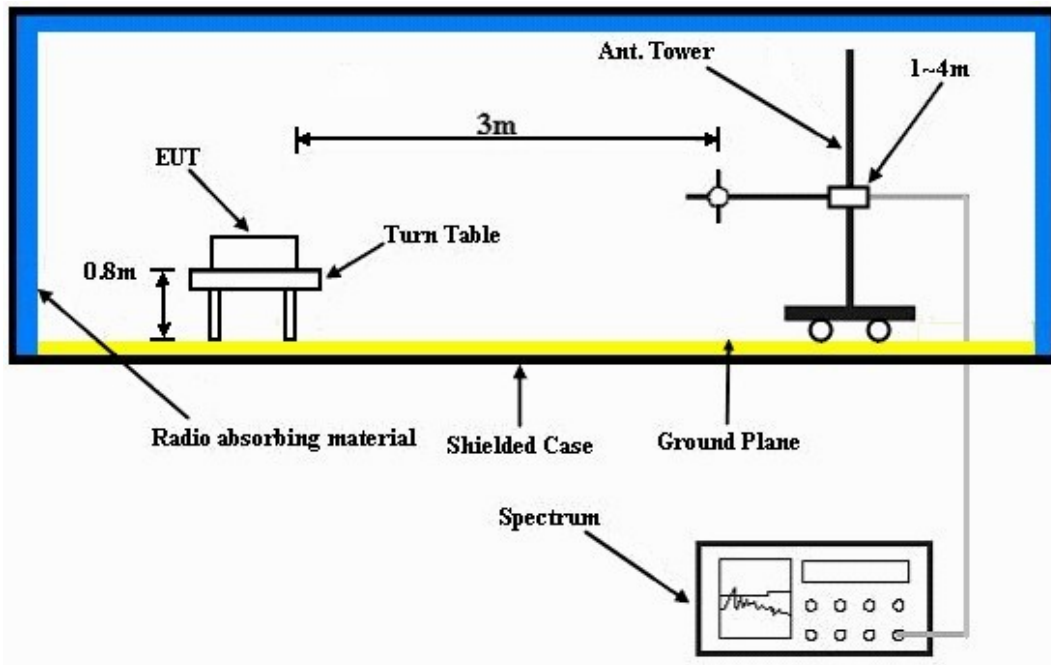 Ant. Tower
1~4m
3m
EUT
Turn Table
0.8m
Radio absorbing material
Shielded Case
Ground Plane
Spectrum